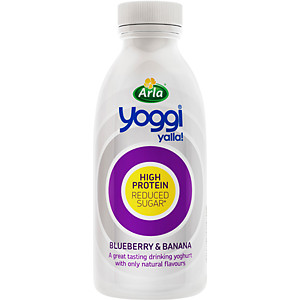 Arla
Yoggi
yalla!
HIGH
PROTEIN
REDUCED
SUGAR*
BLUEBERRY & BANANA
A great tasting drinking yoghurt
with only natural flavours